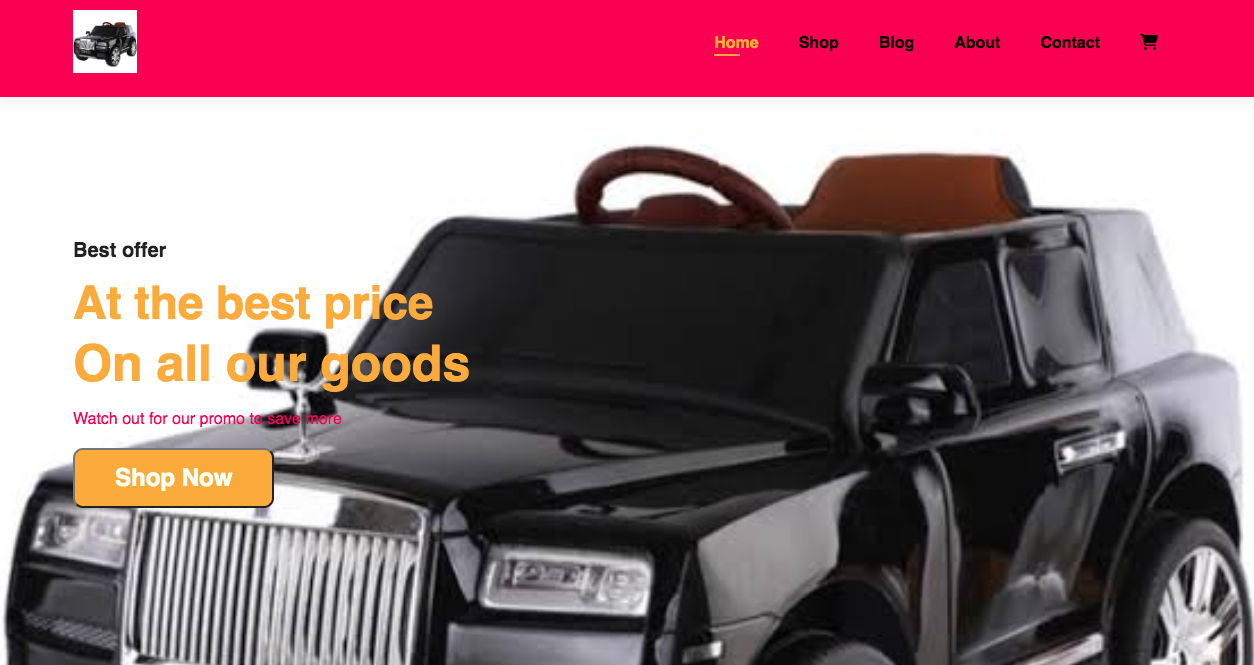 Home Shop Blog About Contact
Best offer
At the best price
On all our goods
Watch out for our promo to save more
Shop Now